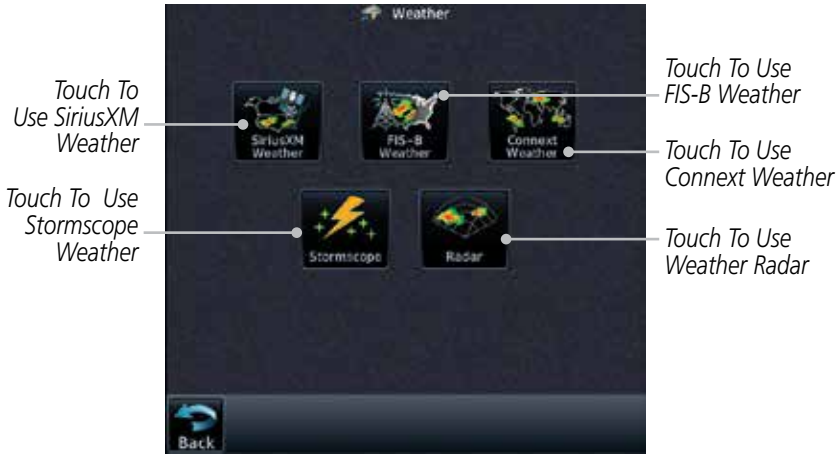 Weather
Touch To
Use SiriusXM
Weather
SiriusXM
Weather
FIS-B
Weather
Connext
Weather
Touch To Use
FIS-B Weather
Touch To Use
Connext Weather
Touch To Use
Stormscope
Weather
Stormscope
Radar
Touch To Use
Weather Radar
Back